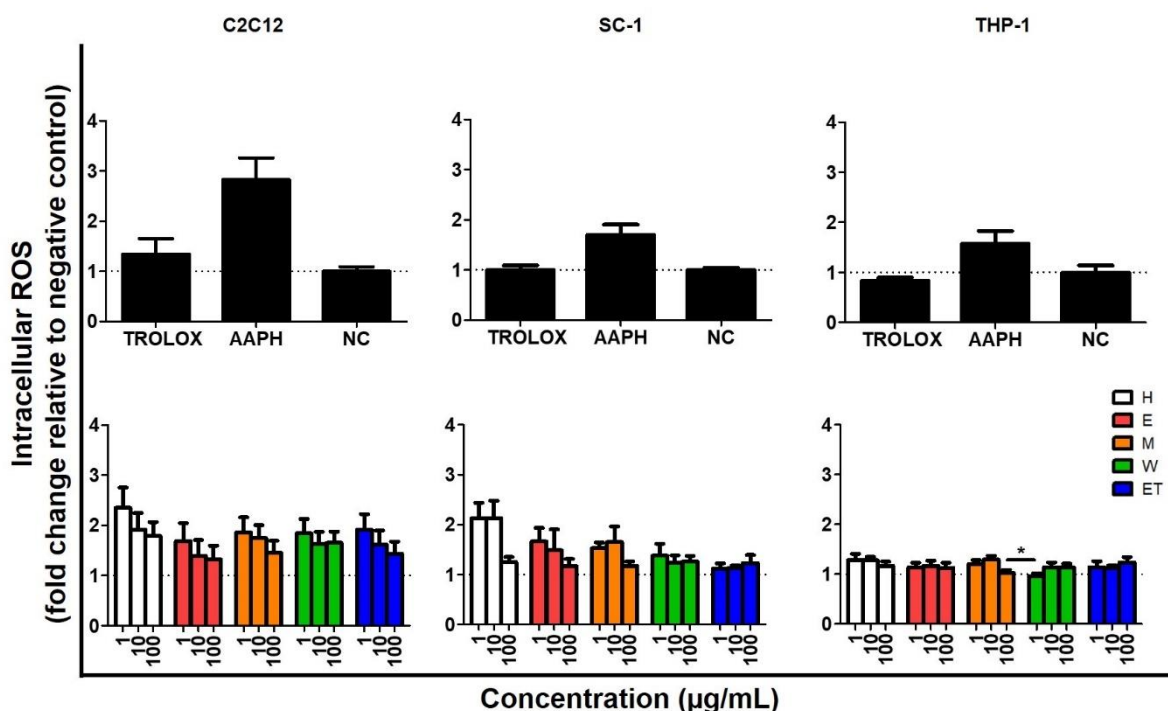 C2C12
SC-1
THP-1
Intracellular ROS
(fold change relative to negative control)
4
3
2
1
0
TROLOX AAPH NC
4
3
2
1
0
TROLOX AAPH NC
4
3
2
1
0
TROLOX AAPH NC
4
3
2
1
0
1 10 100 1 10 100 1 10 100 1 10 100 1 10 100
4
3
2
1
0
1 10 100 1 10 100 1 10 100 1 10 100 1 10 100
H
E
M
W
ET
4
3
2
1
0
*
1 10 100 1 10 100 1 10 100 1 10 100 1 10 100
Concentration (µg/mL)